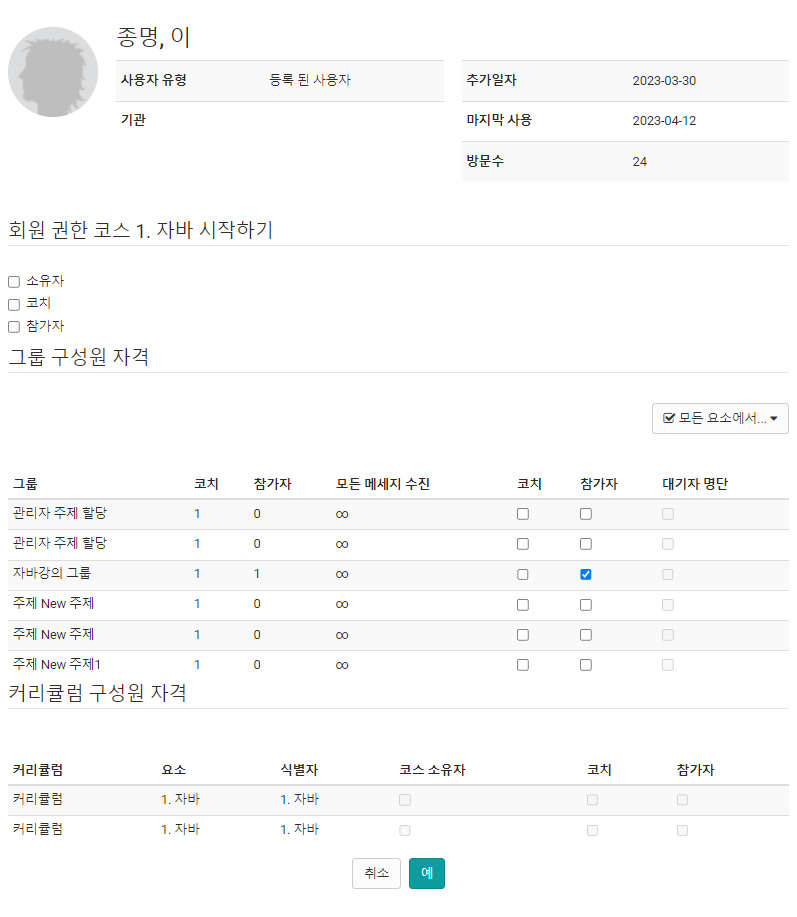 종명, 이
사용자 유형 등록 된 사용자
기관
추가일자 2023-03-30
마지막 사용 2023-04-12
방문수 24
회원 권한 코스 1. 자바 시작하기
소유자
코치
참가자
그룹 구성원 자격
모든 요소에서...
그룹 코치 참가자 모든 메세지 수진 코치 참가자 대기자 명단
관리자 주제 할당 1 0 ∞
관리자 주제 할당 1 0 ∞
자바강의 그룹 1 1 ∞
주제 New 주제 1 0 ∞
주제 New 주제 1 0 ∞
주제 New 주제1 1 0 ∞
커리큘럼 구성원 자격
커리큘럼 요소 식별자 코스 소유자 코치 참가자
커리큘럼 1. 자바 1. 자바
커리큘럼 1. 자바 1. 자바
취소 예